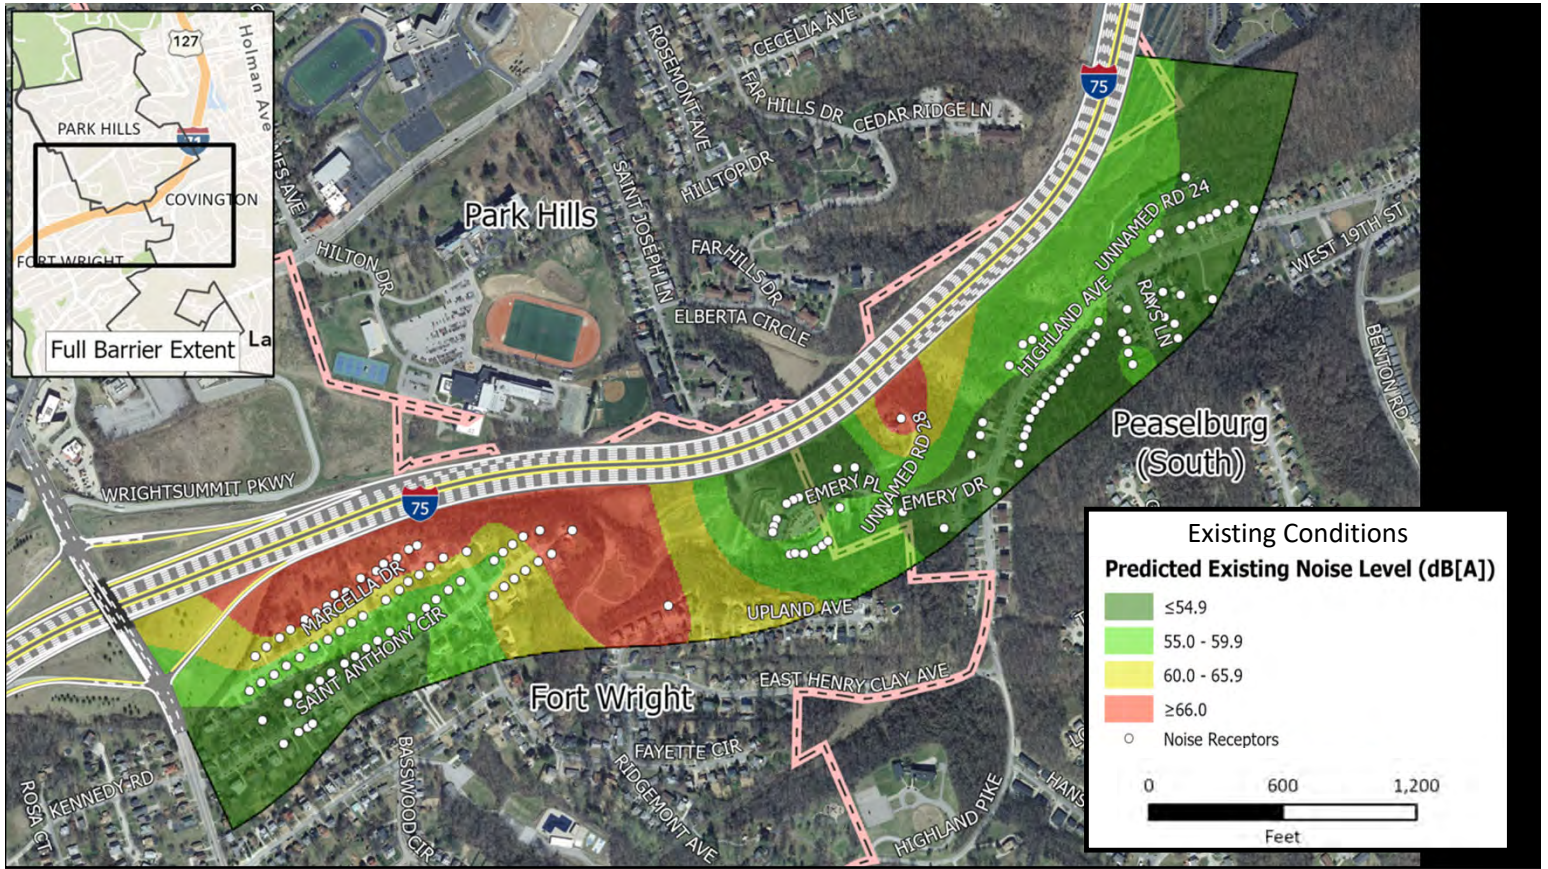 127
Holman Ave
PARK HILLS
71
COVINGTON
FORT WRIGHT
Full Barrier Extent
La
MES AVE
HILTON DR
Park Hills
ROSEMONT AVE
CECELIA AVE
FAR HILLS DR
CEDAR RIDGE LN
HILLTOP DR
SAINT JOSEPH LN
FAR HILLS DR
ELBERTA CIRCLE
75
UNNAMED RD 24
WEST 19TH ST
HIGHLAND AVE
RAYS LN
BENTON RD
Peaselburg
(South)
UNNAMED RD 28
EMERY PL
EMERY DR
WRIGHTSUMMIT PKWY
75
MARCELLA DR
SAINT ANTHONY CIR
UPLAND AVE
EAST HENRY CLAY AVE
Fort Wright
FAYETTE CIR
RIDGEMONT AVE
BASSWOOD CIR
KENNEDY RD
ROSA CT
HIGHLAND PIKE
HANS
LO
Existing Conditions
Predicted Existing Noise Level (dB[A])
≤54.9
55.0 - 59.9
60.0 - 65.9
≥66.0
Noise Receptors
0 600 1,200
Feet